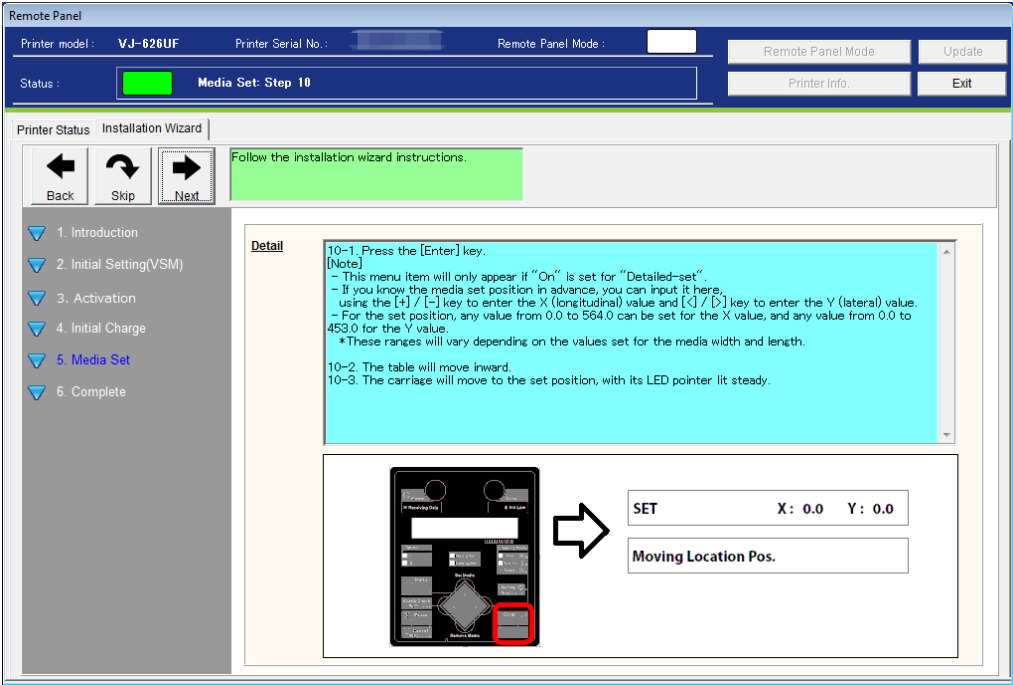 Remote Panel
Printer model : VJ-626UF Printer Serial No. : Remote Panel Mode : Remote Panel Mode Update
Status : Media Set: Step 10 Printer Info. Exit
Printer Status Installation Wizard
Back Skip Next
Follow the installation wizard instructions.
1. Introduction
2. Initial Setting(VSM)
3. Activation
4. Initial Charge
5. Media Set
6. Complete
Detail
10-1. Press the [Enter] key.
[Note]
- This menu item will only appear if "On" is set for "Detailed-set".
- If you know the media set position in advance, you can input it here,
using the [+] / [-] key to enter the X (longitudinal) value and [<] / [>] key to enter the Y (lateral) value.
- For the set position, any value from 0.0 to 564.0 can be set for the X value, and any value from 0.0 to
453.0 for the Y value.
*These ranges will vary depending on the values set for the media width and length.
10-2. The table will move inward.
10-3. The carriage will move to the set position, with its LED pointer lit steady.
Set Media
Remove Media
SET X: 0.0 Y: 0.0
Moving Location Pos.